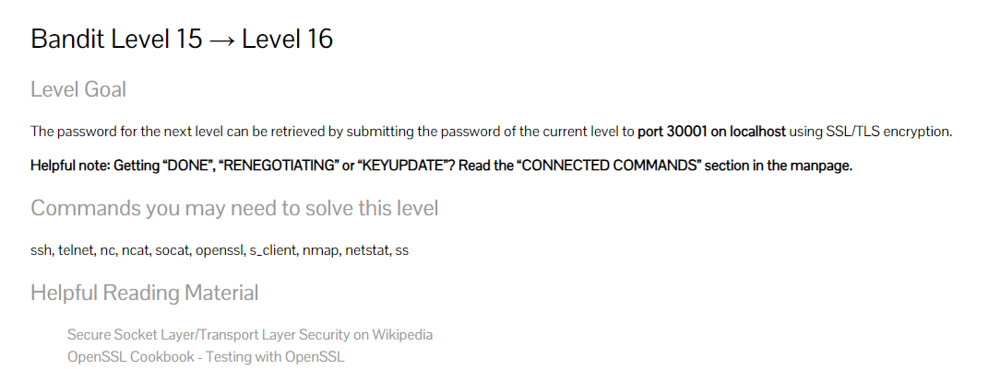 Bandit Level 15 → Level 16
Level Goal
The password for the next level can be retrieved by submitting the password of the current level to port 30001 on localhost using SSL/TLS encryption.
Helpful note: Getting “DONE”, “RENEGOTIATING” or “KEYUPDATE”? Read the “CONNECTED COMMANDS” section in the manpage.
Commands you may need to solve this level
ssh, telnet, nc, ncat, socat, openssl, s_client, nmap, netstat, ss
Helpful Reading Material
Secure Socket Layer/Transport Layer Security on Wikipedia
OpenSSL Cookbook - Testing with OpenSSL